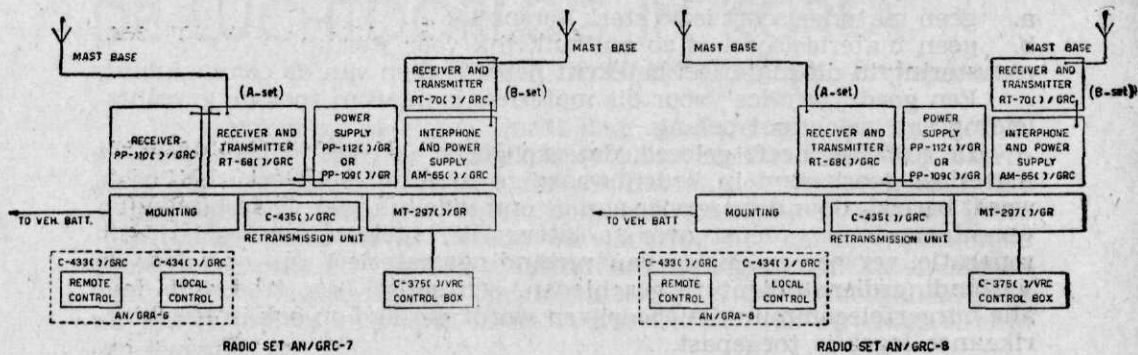 MAST BASE
MAST BASE
MAST BASE
MAST BASE
RECEIVER AND
TRANSMITTER
RT-70( )/GRC
RECEIVER AND
TRANSMITTER
RT-70( )/GRC
(A-set)
(B-set)
(A-set)
(B-set)
RECEIVER
PP-110( )/GRC
RECEIVER AND
TRANSMITTER
RT-68( )/GRC
POWER
SUPPLY
PP-112( )/GR
OR
PP-109( )/GR
INTERPHONE
AND POWER
SUPPLY
AM-65( )/GRC
RECEIVER AND
TRANSMITTER
RT-68( )/GRC
POWER
SUPPLY
PP-112( )/GR
OR
PP-109( )/GR
INTERPHONE
AND POWER
SUPPLY
AM-65( )/GRC
TO VEH. BATT.
MOUNTING
C-435( )/GRC
MT-297( )/GR
RETRANSMISSION UNIT
TO VEH. BATT
MOUNTING
C-435( )/GRC
MT-297( )/GR
RETRANSMISSION UNIT
C-433( )/GRC
C-434( )/GRC
REMOTE
CONTROL
LOCAL
CONTROL
AN/GRA-6
C-375( )/VRC
CONTROL BOX
C-433( )/GRC
C-434( )/GRC
REMOTE
CONTROL
LOCAL
CONTROL
AN/GRA-6
C-375( )/VRC
CONTROL BOX
RADIO SET AN/GRC-7
RADIO SET AN/GRC-8